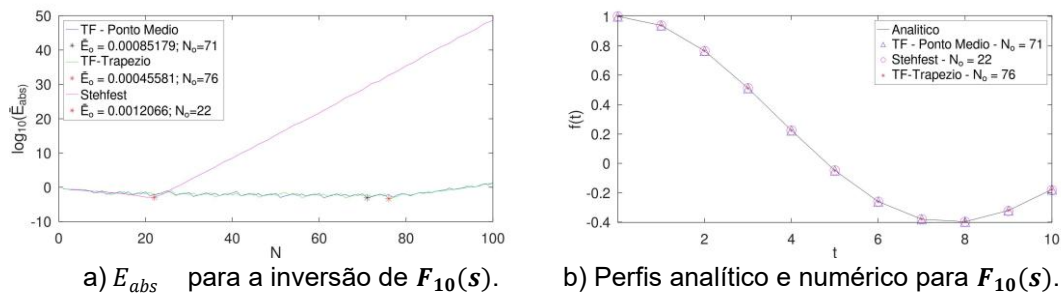 50
40
30
20
10
0
-10
log10(Ēabs)
TF - Ponto Medio
Êo = 0.00085179; No=71
TF-Trapezio
Êo = 0.00045581; No=76
Stehfest
Êo = 0.0012066; No=22
0 20 40 60 80 100
N
a) Eabs para a inversão de F10(s).
1
0.8
0.6
0.4
0.2
0
-0.2
-0.4
f(t)
Analitico
TF - Ponto Medio - No = 71
Stehfest - No = 22
TF-Trapezio - No = 76
2 4 6 8 10
t
b) Perfis analítico e numérico para F10(s).